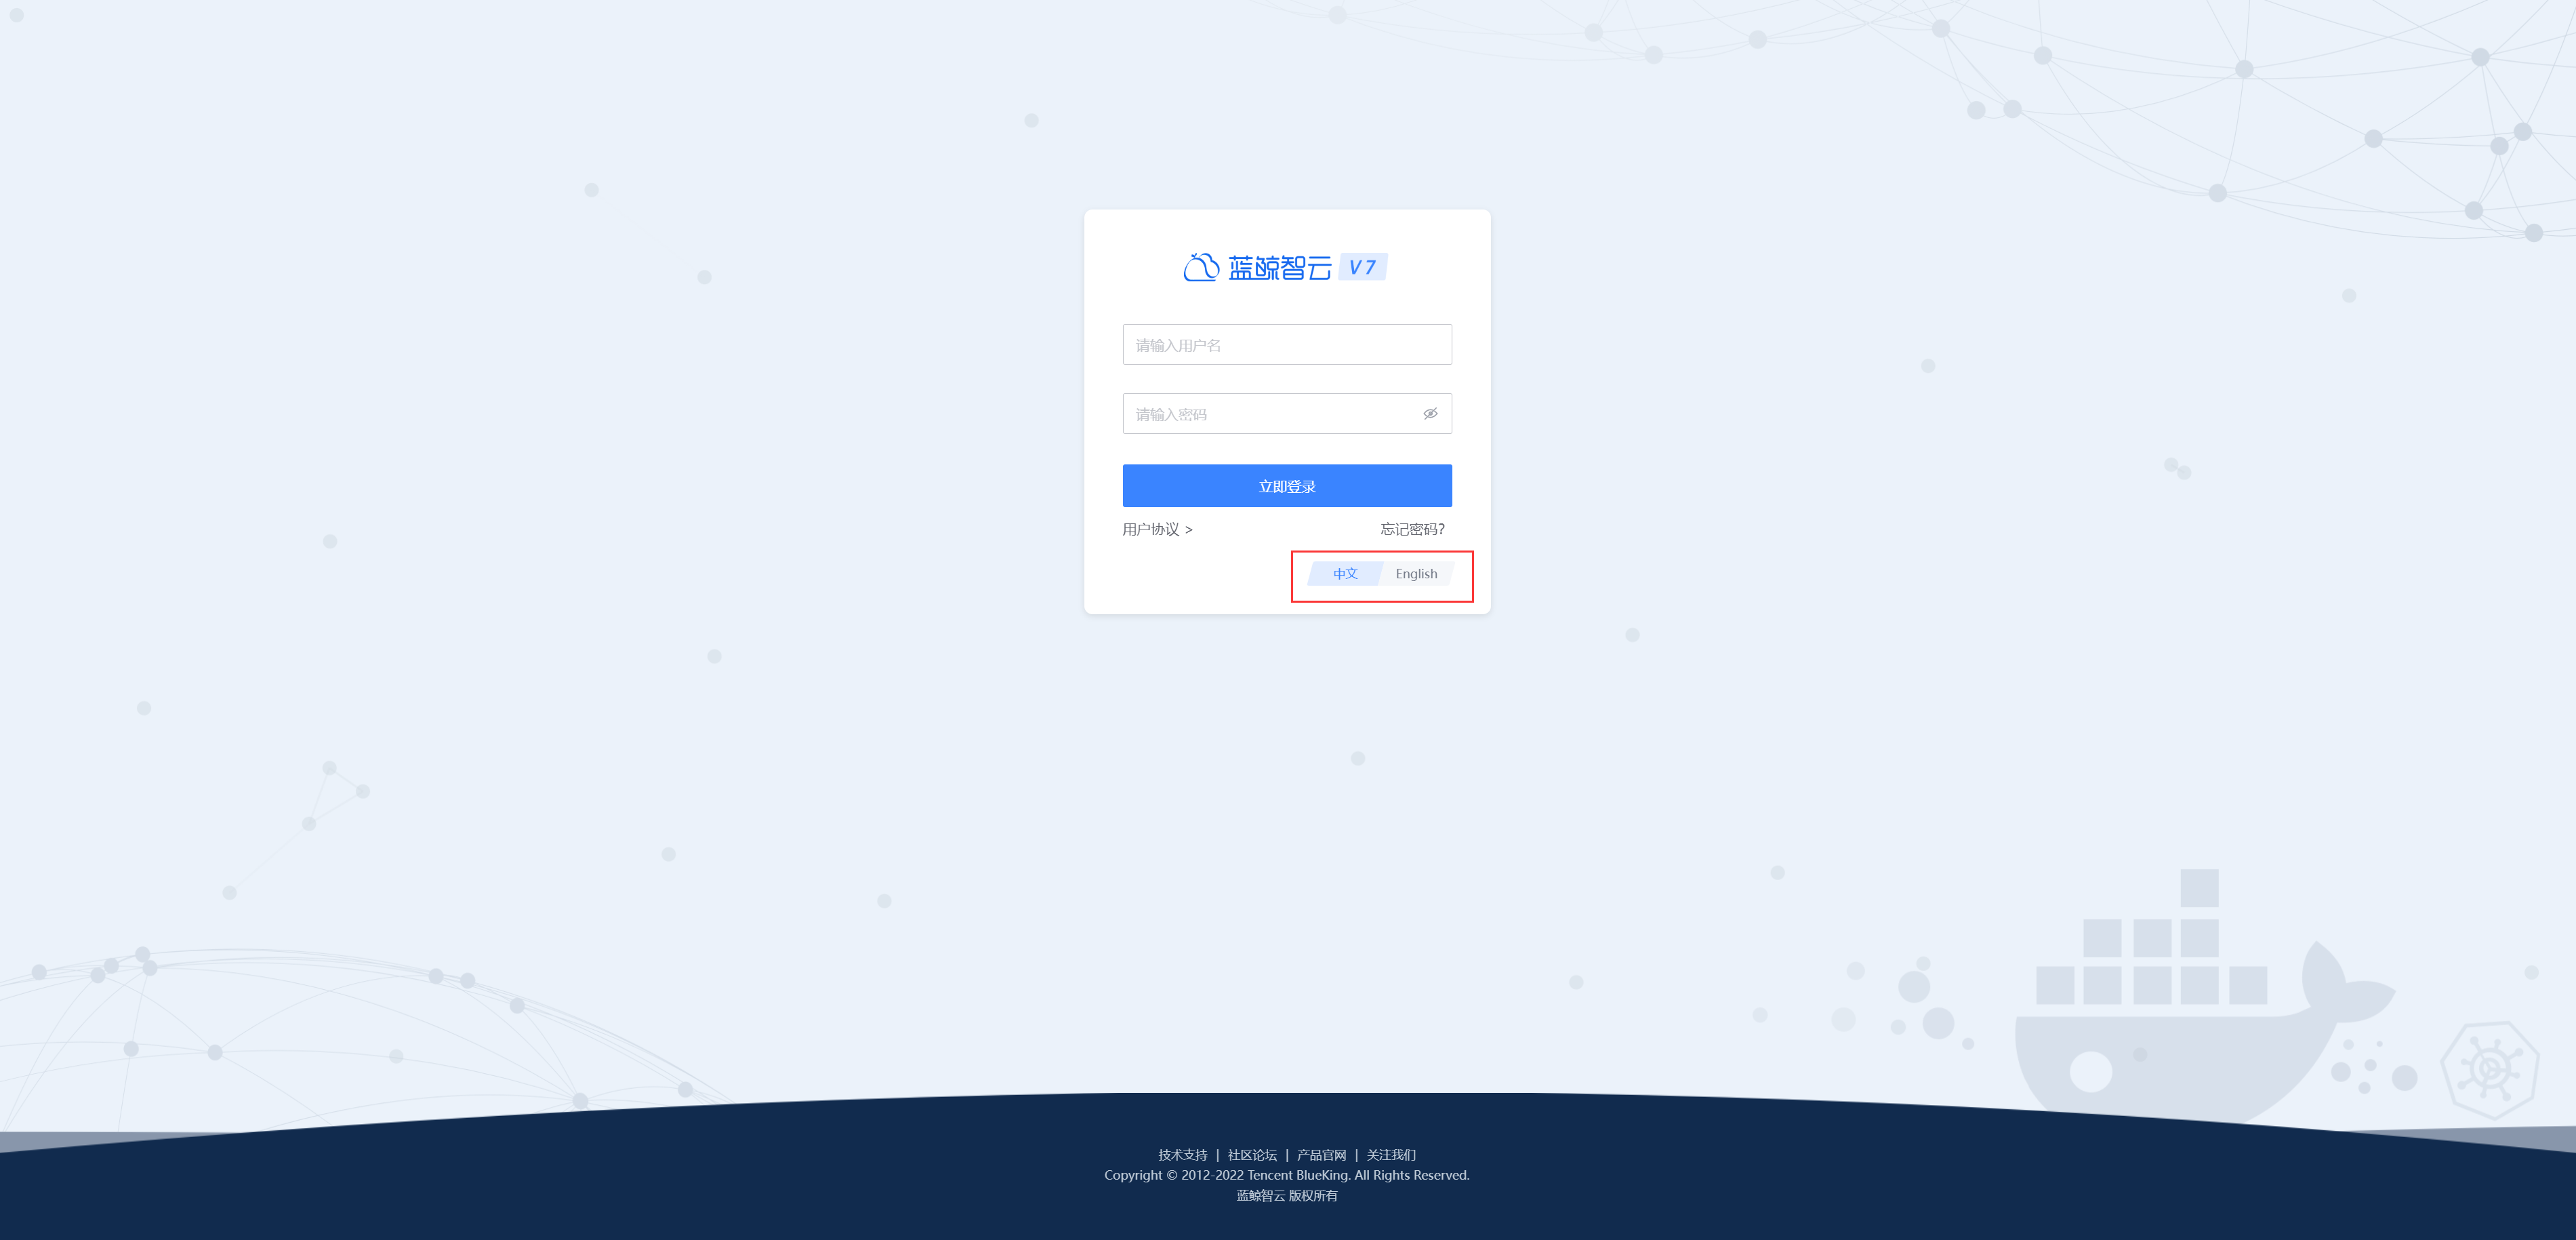 蓝鲸智云 V7
请输入用户名
请输入密码
立即登录
用户协议 > 忘记密码?
中文 English
技术支持 | 社区论坛 | 产品官网 | 关注我们
Copyright © 2012-2022 Tencent BlueKing. All Rights Reserved.
蓝鲸智云 版权所有